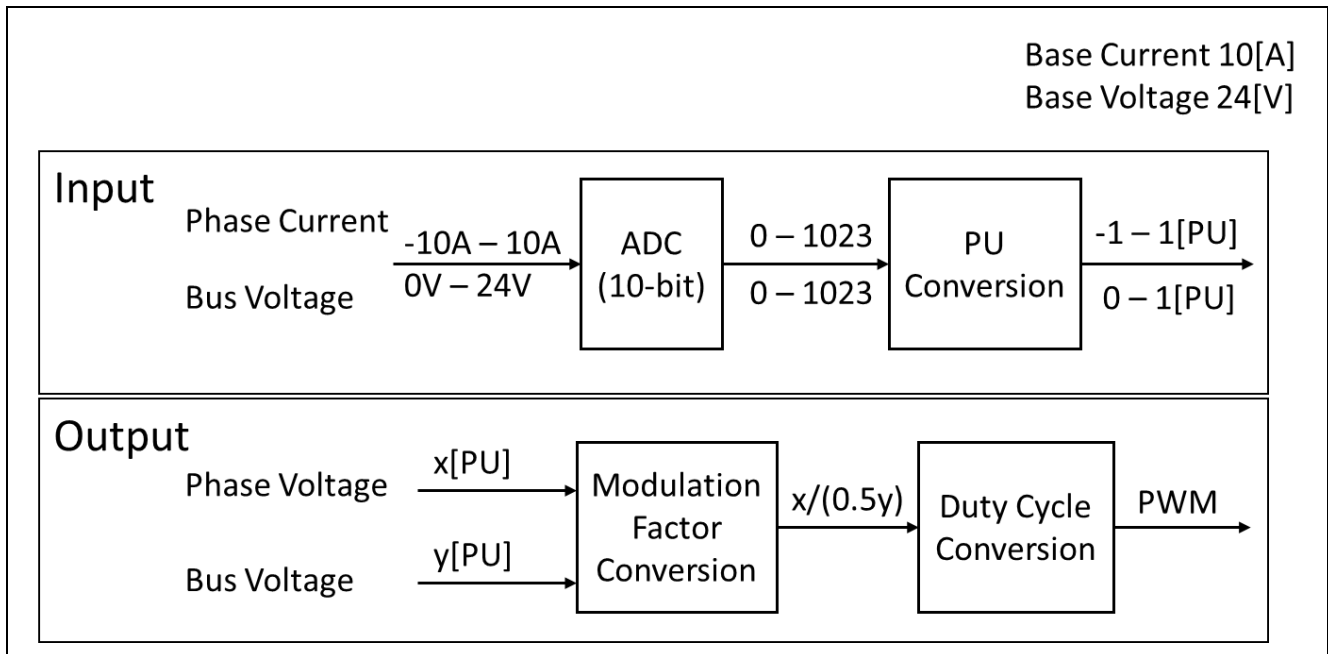 Base Current 10[A]
Base Voltage 24[V]
Input
Phase Current
Bus Voltage
-10A – 10A
0V – 24V
ADC
(10-bit)
0 – 1023
0 – 1023
PU
Conversion
-1 – 1[PU]
0 – 1[PU]
Output
Phase Voltage
Bus Voltage
x[PU]
y[PU]
Modulation
Factor
Conversion
x/(0.5y)
Duty Cycle
Conversion
PWM